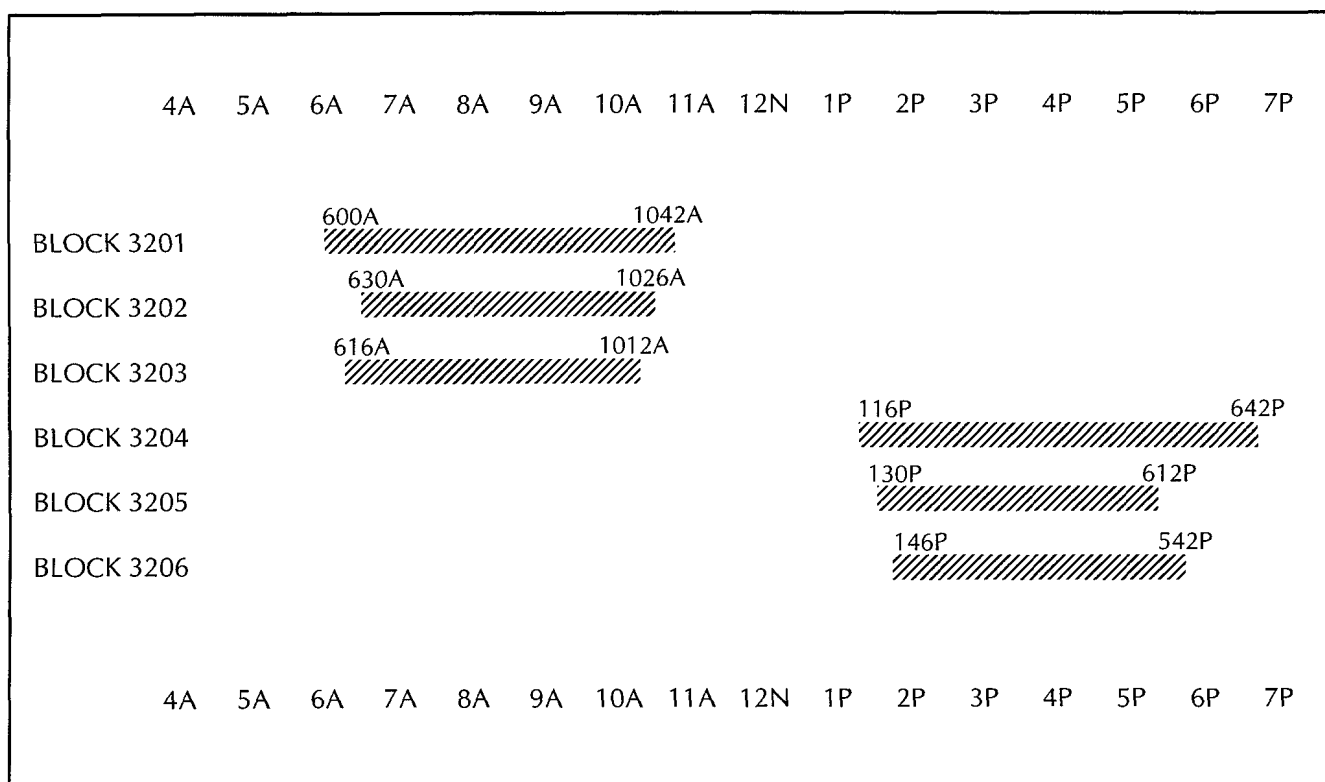 4A 5A 6A 7A 8A 9A 10A 11A 12N 1P 2P 3P 4P 5P 6P 7P
600A 1042A
BLOCK 3201
630A 1026A
BLOCK 3202
616A 1012A
BLOCK 3203
116P 642P
BLOCK 3204
130P 612P
BLOCK 3205
146P 542P
BLOCK 3206
4A 5A 6A 7A 8A 9A 10A 11A 12N 1P 2P 3P 4P 5P 6P 7P